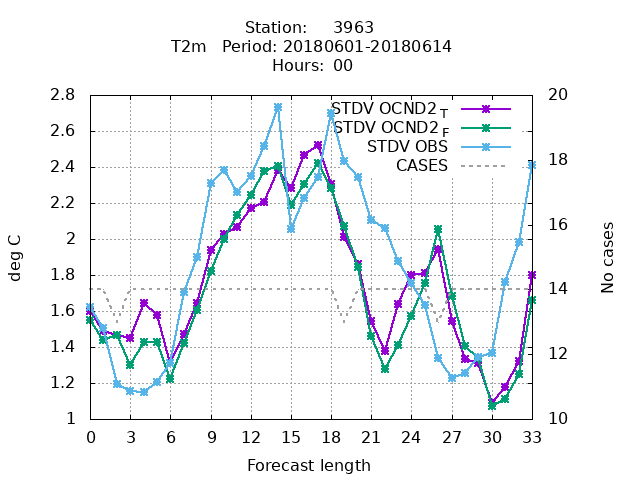 Station: 3963
T2m Period: 20180601-20180614
Hours: 00
2.8
2.6
2.4
2.2
2
1.8
1.6
1.4
1.2
1
20
18
16
14
12
10
deg C
No cases
STDV OCND2 T
STDV OCND2 F
STDV OBS
CASES
0 3 6 9 12 15 18 21 24 27 30 33
Forecast length